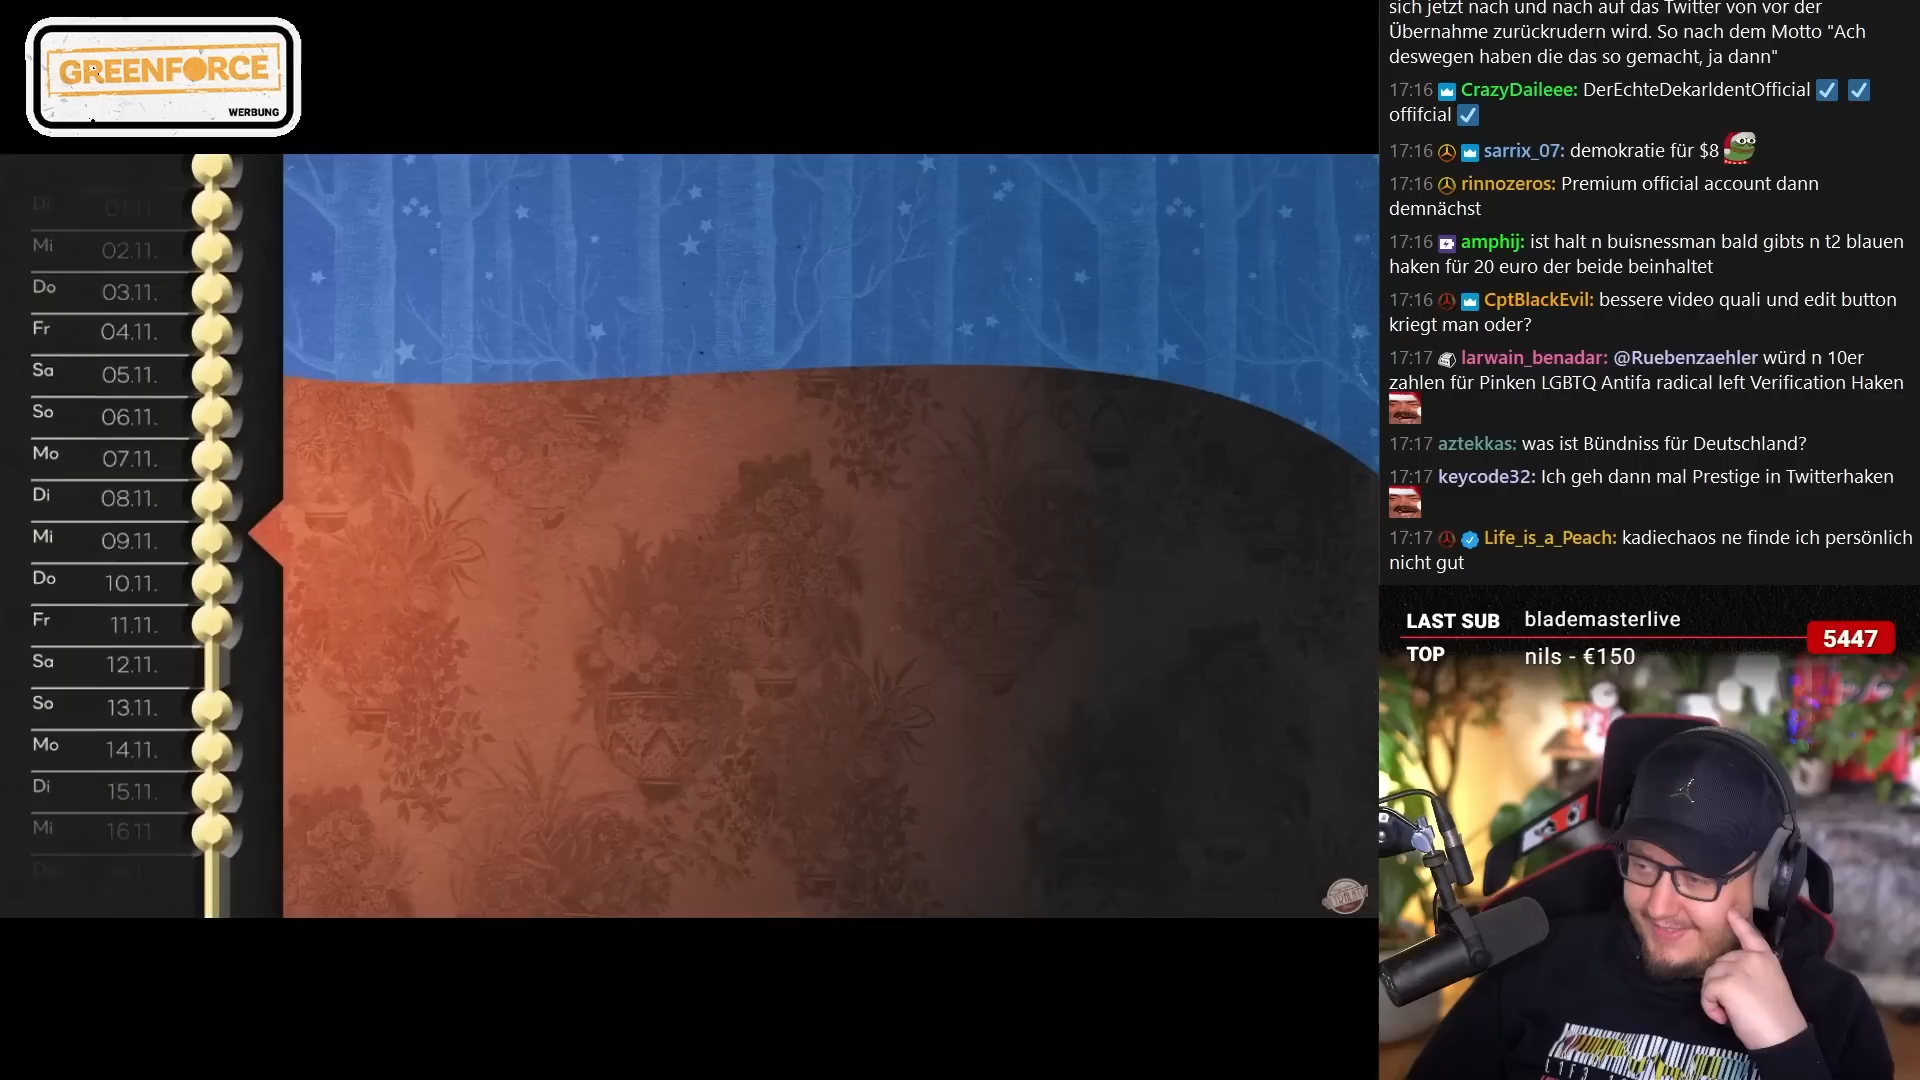 GREENFORCE
WERBUNG
Di 01.11.
Mi 02.11.
Do 03.11.
Fr 04.11.
Sa 05.11.
So 06.11.
Mo 07.11.
Di 08.11.
Mi 09.11.
Do 10.11.
Fr 11.11.
Sa 12.11.
So 13.11.
Mo 14.11.
Di 15.11.
Mi 16.11
sich jetzt nach und nach auf das Twitter von vor der
Übernahme zurückrudern wird. So nach dem Motto "Ach
deswegen haben die das so gemacht, ja dann"
17:16 CrazyDaileee: DerEchteDekarldentOfficial
offifcial
17:16 sarrix_07: demokratie für $8
17:16 rinnozeros: Premium official account dann
demnächst
17:16 amphij: ist halt n buisnessman bald gibts n t2 blauen
haken für 20 euro der beide beinhaltet
17:16 CptBlackEvil: bessere video quali und edit button
kriegt man oder?
17:17 larwain_benadar: @Ruebenzaehler würd n 10er
zahlen für Pinken LGBTQ Antifa radical left Verification Haken
17:17 aztekkas: was ist Bündniss für Deutschland?
17:17 keycode32: Ich geh dann mal Prestige in Twitterhaken
17:17 Life_is_a_Peach: kadiechaos ne finde ich persönlich
nicht gut
LAST SUB blademasterlive
5447
TOP nils - €150